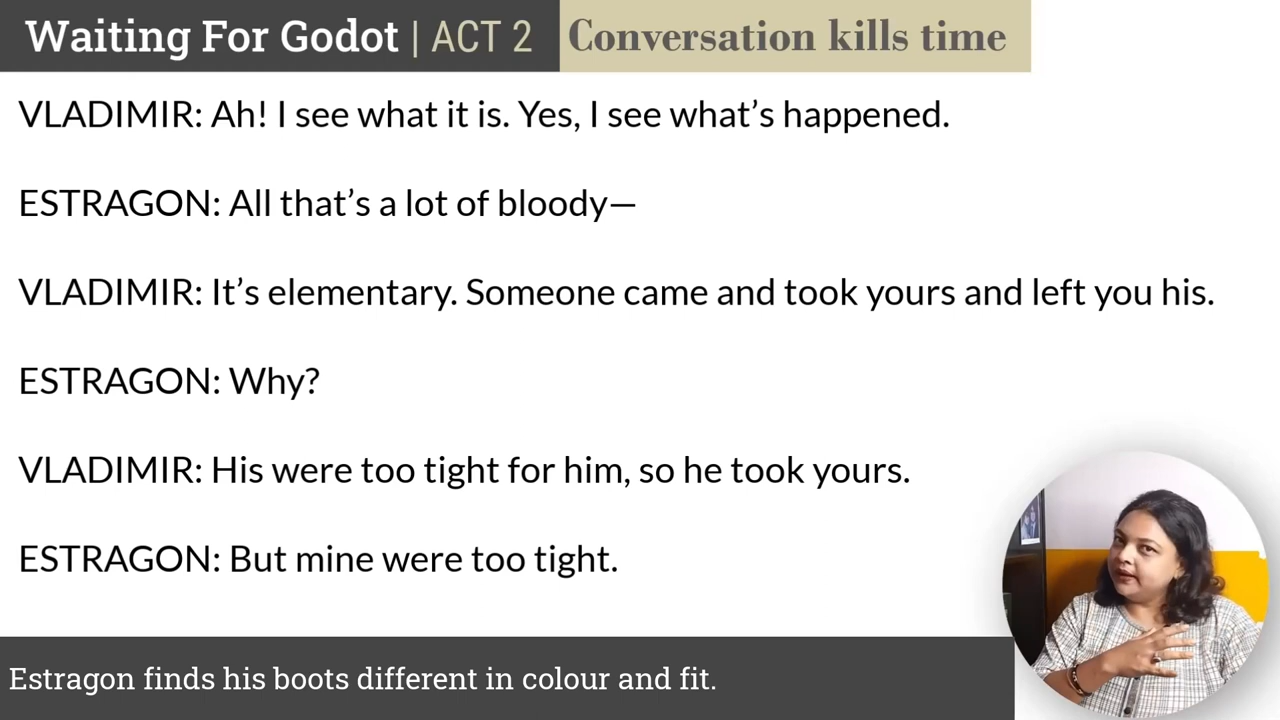 Waiting For Godot | ACT 2 Conversation kills time
VLADIMIR: Ah! I see what it is. Yes, I see what’s happened.
ESTRAGON: All that’s a lot of bloody—
VLADIMIR: It’s elementary. Someone came and took yours and left you his.
ESTRAGON: Why?
VLADIMIR: His were too tight for him, so he took yours.
ESTRAGON: But mine were too tight.
Estragon finds his boots different in colour and fit.